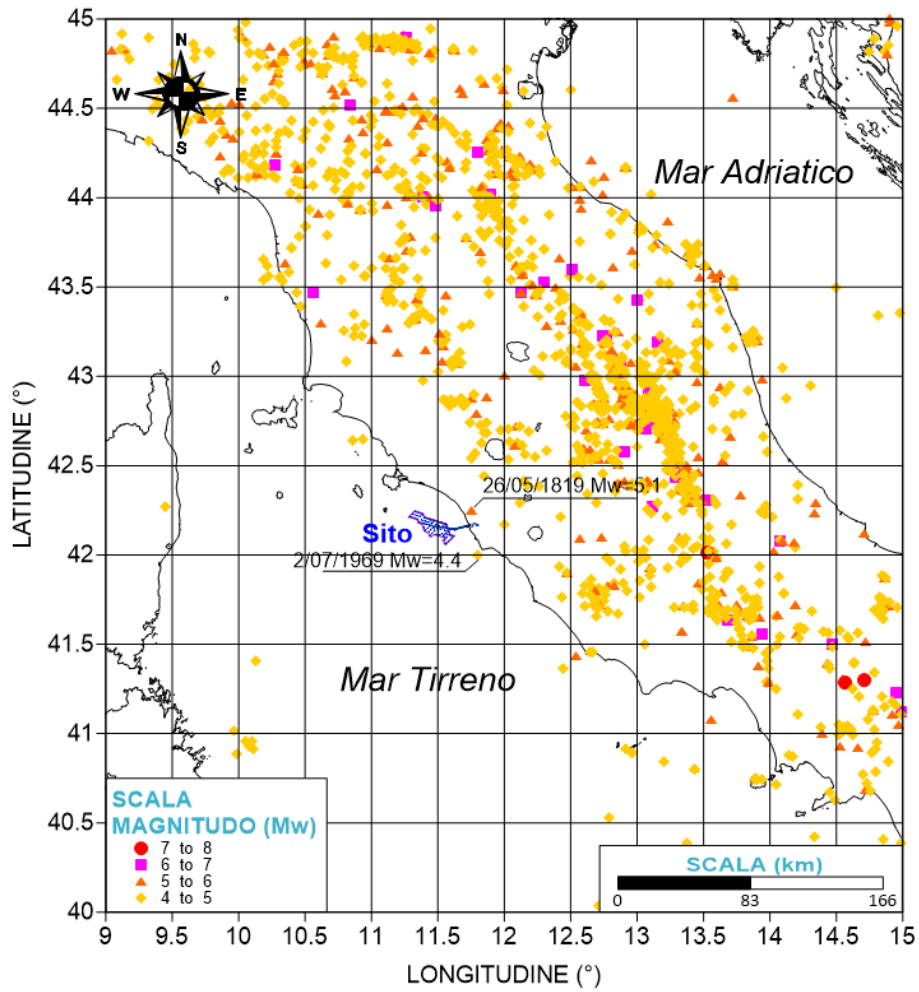 45
44.5
44
43.5
43
42.5
42
41.5
41
40.5
40
LATITUDINE (°)
N
W
E
S
Mar Adriatico
26/05/1819 Mw=5.1
Sito
2/07/1969 Mw=4.4
Mar Tirreno
SCALA
MAGNITUDO (Mw)
7 to 8
6 to 7
5 to 6
4 to 5
SCALA (km)
0 83 166
9 9.5 10 10.5 11 11.5 12 12.5 13 13.5 14 14.5 15
LONGITUDINE (°)